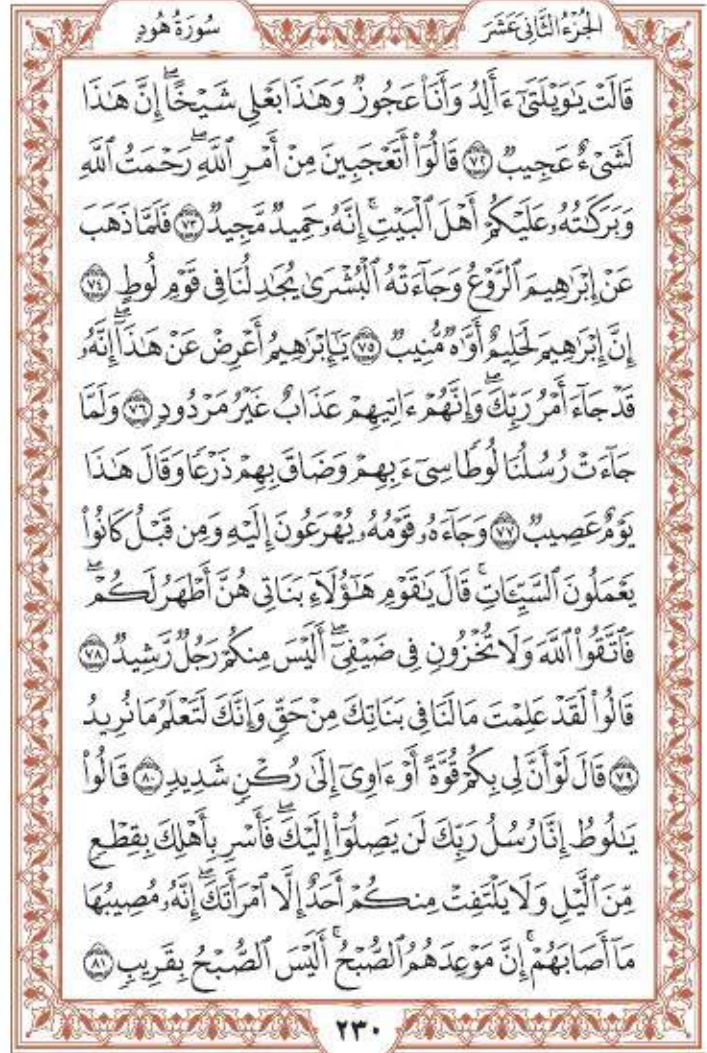 الجُزْءُ الثَّانِي عَشَرَ
سُورَةُ هُودٍ
قَالَتْ يَٰوَيْلَتَىٰٓ ءَأَلِدُ وَأَنَا۠ عَجُوزٌ وَهَٰذَا بَعْلِى شَيْخًا ۖ إِنَّ هَٰذَا
لَشَىْءٌ عَجِيبٌ ٧٢ قَالُوٓا۟ أَتَعْجَبِينَ مِنْ أَمْرِ ٱللَّهِ ۖ رَحْمَتُ ٱللَّهِ
وَبَرَكَٰتُهُۥ عَلَيْكُمْ أَهْلَ ٱلْبَيْتِ ۚ إِنَّهُۥ حَمِيدٌ مَّجِيدٌ ٧٣ فَلَمَّا ذَهَبَ
عَنْ إِبْرَٰهِيمَ ٱلرَّوْعُ وَجَآءَتْهُ ٱلْبُشْرَىٰ يُجَٰدِلُنَا فِى قَوْمِ لُوطٍ ٧٤
إِنَّ إِبْرَٰهِيمَ لَحَلِيمٌ أَوَّٰهٌ مُّنِيبٌ ٧٥ يَٰٓإِبْرَٰهِيمُ أَعْرِضْ عَنْ هَٰذَآ ۖ إِنَّهُۥ
قَدْ جَآءَ أَمْرُ رَبِّكَ ۖ وَإِنَّهُمْ ءَاتِيهِمْ عَذَابٌ غَيْرُ مَرْدُودٍ ٧٦ وَلَمَّا
جَآءَتْ رُسُلُنَا لُوطًا سِىٓءَ بِهِمْ وَضَاقَ بِهِمْ ذَرْعًا وَقَالَ هَٰذَا
يَوْمٌ عَصِيبٌ ٧٧ وَجَآءَهُۥ قَوْمُهُۥ يُهْرَعُونَ إِلَيْهِ وَمِن قَبْلُ كَانُوا۟
يَعْمَلُونَ ٱلسَّيِّـَٔاتِ ۚ قَالَ يَٰقَوْمِ هَٰٓؤُلَآءِ بَنَاتِى هُنَّ أَطْهَرُ لَكُمْ ۖ
فَٱتَّقُوا۟ ٱللَّهَ وَلَا تُخْزُونِ فِى ضَيْفِىٓ ۖ أَلَيْسَ مِنكُمْ رَجُلٌ رَّشِيدٌ ٧٨
قَالُوا۟ لَقَدْ عَلِمْتَ مَا لَنَا فِى بَنَاتِكَ مِنْ حَقٍّ وَإِنَّكَ لَتَعْلَمُ مَا نُرِيدُ
٧٩ قَالَ لَوْ أَنَّ لِى بِكُمْ قُوَّةً أَوْ ءَاوِىٓ إِلَىٰ رُكْنٍ شَدِيدٍ ٨٠ قَالُوا۟
يَٰلُوطُ إِنَّا رُسُلُ رَبِّكَ لَن يَصِلُوٓا۟ إِلَيْكَ ۖ فَأَسْرِ بِأَهْلِكَ بِقِطْعٍ
مِّنَ ٱلَّيْلِ وَلَا يَلْتَفِتْ مِنكُمْ أَحَدٌ إِلَّا ٱمْرَأَتَكَ ۖ إِنَّهُۥ مُصِيبُهَا
مَآ أَصَابَهُمْ ۚ إِنَّ مَوْعِدَهُمُ ٱلصُّبْحُ ۚ أَلَيْسَ ٱلصُّبْحُ بِقَرِيبٍ ٨١
٢٣٠